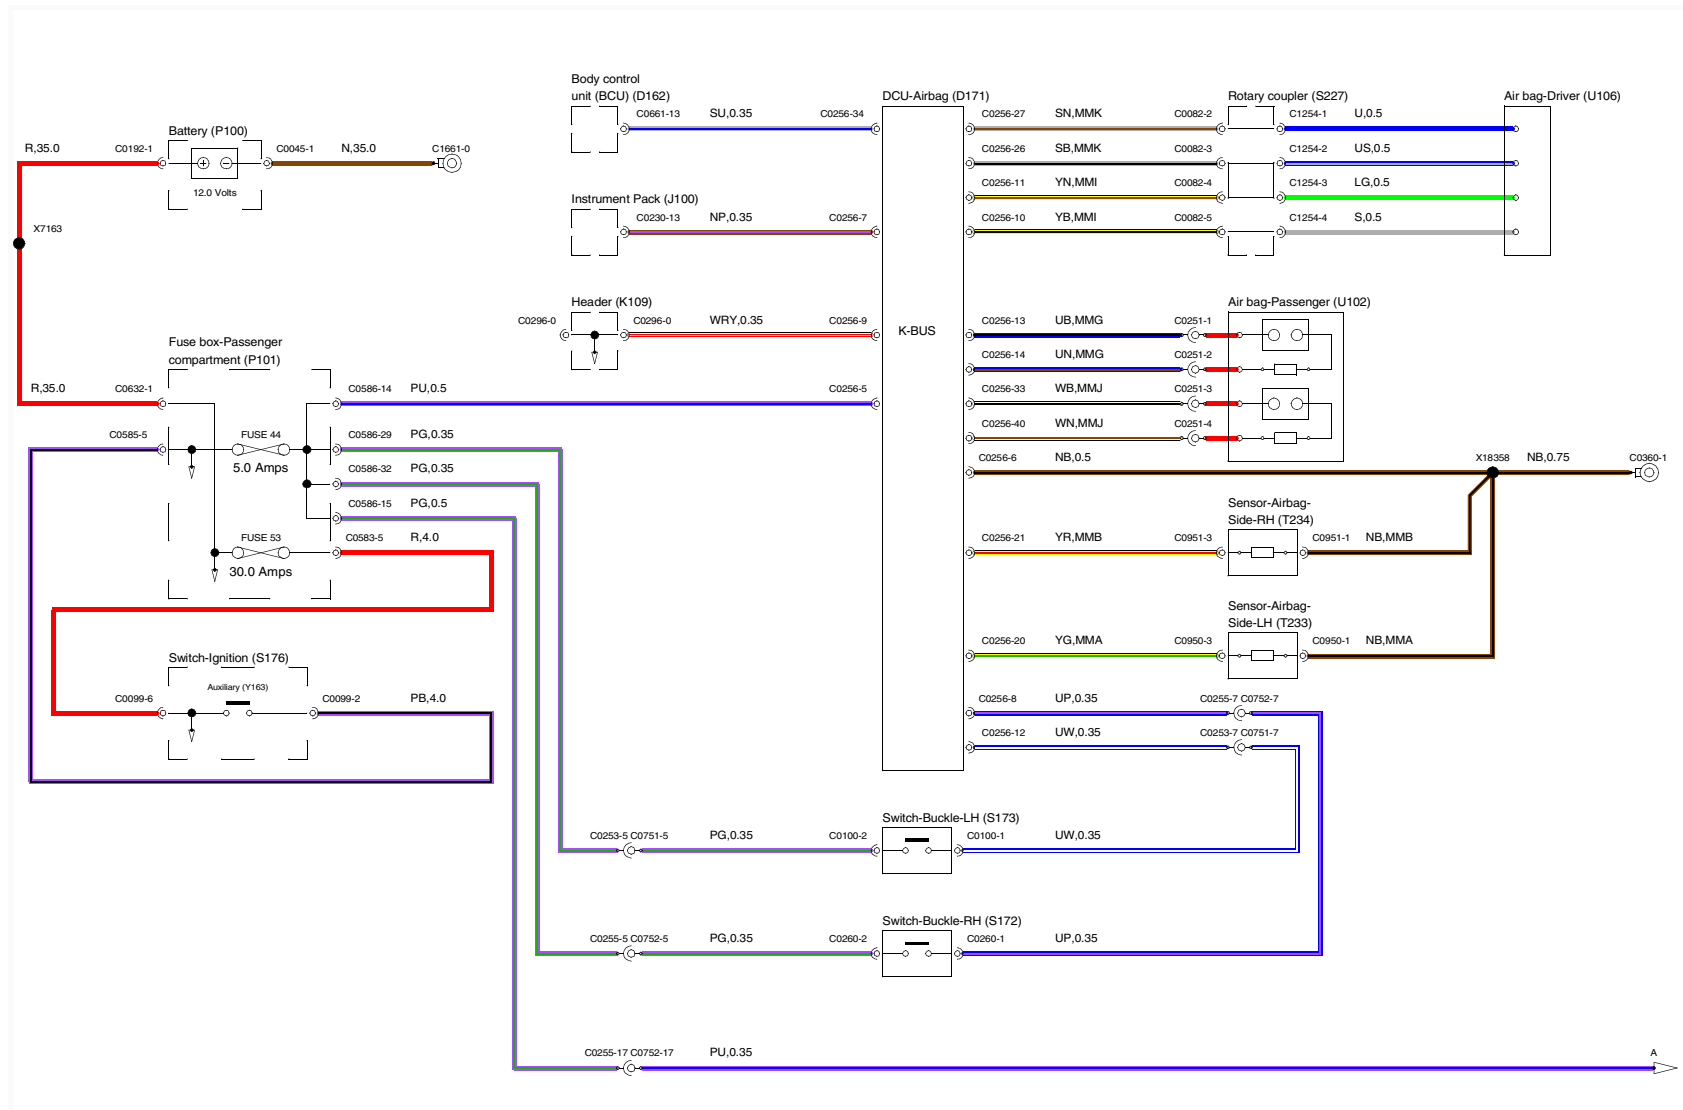 Body control
unit (BCU) (D162)
DCU-Airbag (D171)
Rotary coupler (S227)
Air bag-Driver (U106)
C0661-13 SU,0.35 C0256-34
C0256-27 SN,MMK C0082-2
C1254-1 U,0.5
Battery (P100)
R,35.0 C0192-1
C0045-1 N,35.0 C1661-0
12.0 Volts
C0256-26 SB,MMK C0082-3
C1254-2 US,0.5
C0256-11 YN,MMI C0082-4
C1254-3 LG,0.5
Instrument Pack (J100)
C0230-13 NP,0.35 C0256-7
C0256-10 YB,MMI C0082-5
C1254-4 S,0.5
X7163
Header (K109)
C0296-0 C0296-0 WRY,0.35 C0256-9
K-BUS
Air bag-Passenger (U102)
C0256-13 UB,MMG C0251-1
C0256-14 UN,MMG C0251-2
C0256-33 WB,MMJ C0251-3
C0256-40 WN,MMJ C0251-4
Fuse box-Passenger
compartment (P101)
R,35.0 C0632-1
C0586-14 PU,0.5 C0256-5
C0585-5
FUSE 44
5.0 Amps
C0586-29 PG,0.35
C0586-32 PG,0.35
C0586-15 PG,0.5
FUSE 53
30.0 Amps
C0583-5 R,4.0
C0256-6 NB,0.5
X18358 NB,0.75 C0360-1
Sensor-Airbag-
Side-RH (T234)
C0256-21 YR,MMB C0951-3
C0951-1 NB,MMB
Sensor-Airbag-
Side-LH (T233)
C0256-20 YG,MMA C0950-3
C0950-1 NB,MMA
Switch-Ignition (S176)
Auxiliary (Y163)
C0099-6
C0099-2 PB,4.0
C0256-8 UP,0.35 C0255-7 C0752-7
C0256-12 UW,0.35 C0253-7 C0751-7
Switch-Buckle-LH (S173)
C0253-5 C0751-5 PG,0.35 C0100-2
C0100-1 UW,0.35
Switch-Buckle-RH (S172)
C0255-5 C0752-5 PG,0.35 C0260-2
C0260-1 UP,0.35
C0255-17 C0752-17 PU,0.35
A